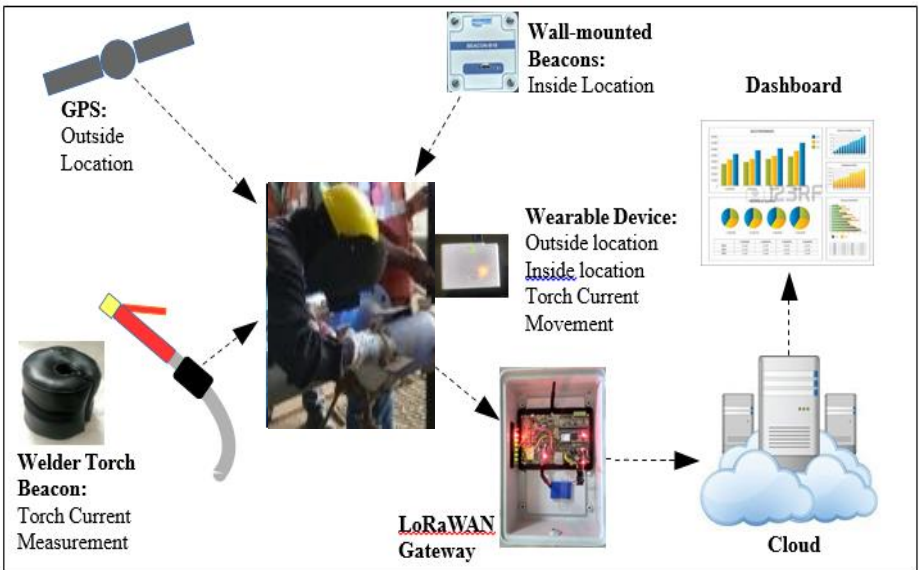 GPS:
Outside
Location
Wall-mounted
Beacons:
Inside Location
Dashboard
123RF
Wearable Device:
Outside location
Inside location
Torch Current
Movement
Welder Torch
Beacon:
Torch Current
Measurement
LoRaWAN
Gateway
Cloud